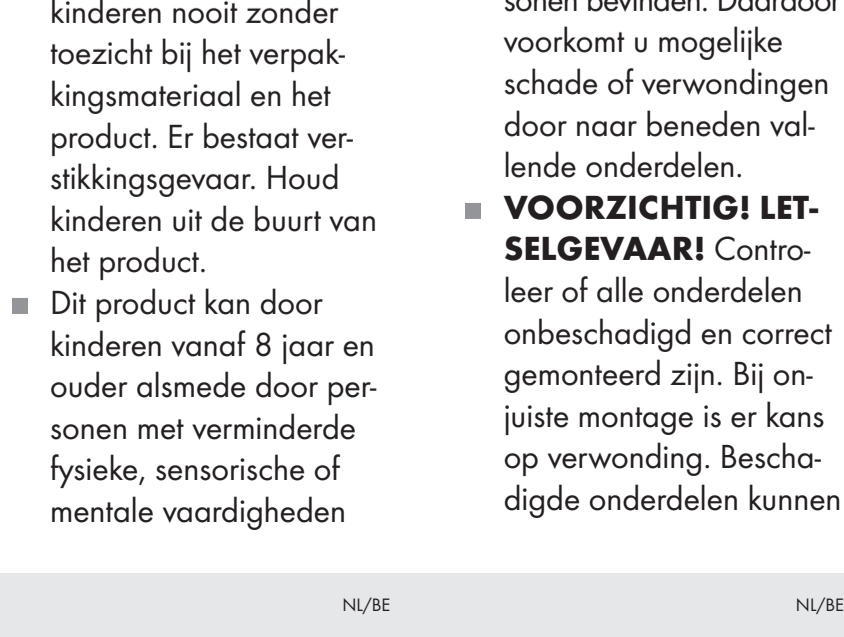 kinderen nooit zonder
toezicht bij het verpak-
kingsmateriaal en het
product. Er bestaat ver-
stikkingsgevaar. Houd
kinderen uit de buurt van
het product.
Dit product kan door
kinderen vanaf 8 jaar en
ouder alsmede door per-
sonen met verminderde
fysieke, sensorische of
mentale vaardigheden
NL/BE
sonen bevinden. Daardoor
voorkomt u mogelijke
schade of verwondingen
door naar beneden val-
lende onderdelen.
VOORZICHTIG! LET-
SELGEVAAR! Contro-
leer of alle onderdelen
onbeschadigd en correct
gemonteerd zijn. Bij on-
juiste montage is er kans
op verwonding. Bescha-
digde onderdelen kunnen
NL/BE